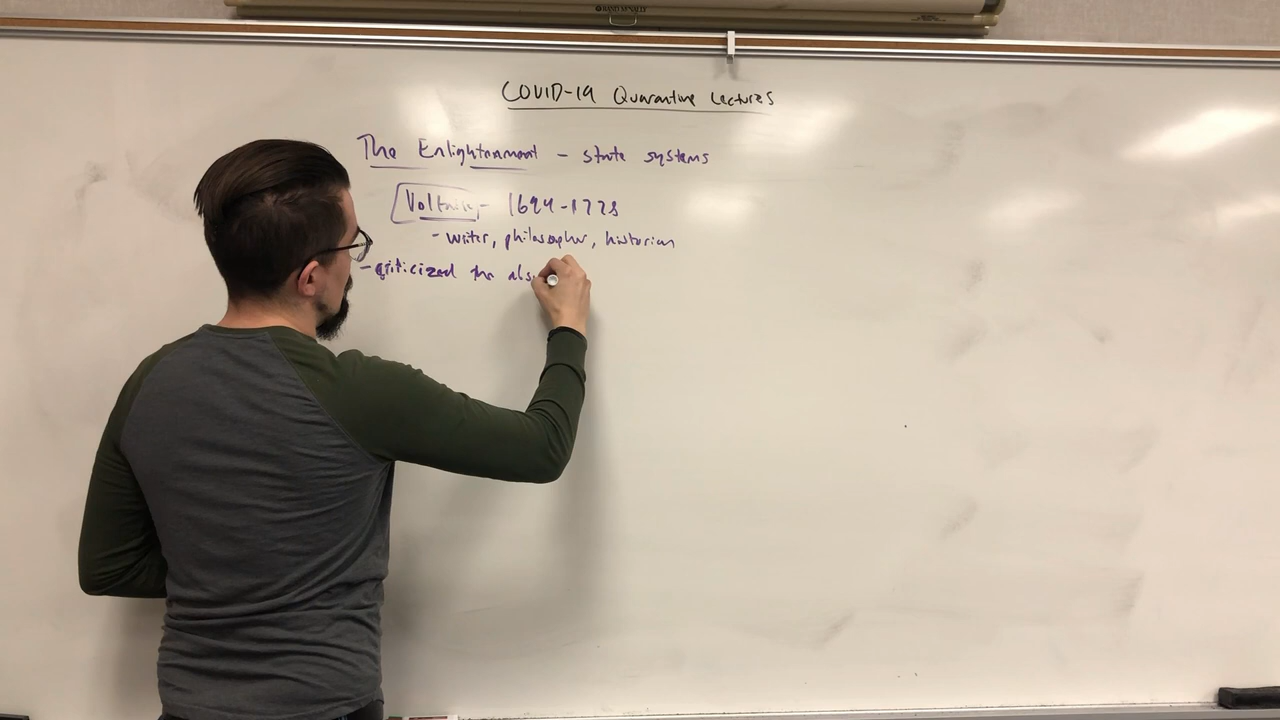 COVID-19 Quarantine Lectures
The Enlightenment - state systems
Voltaire - 1694-1778
- writer, philosopher, historian
- criticized the abs